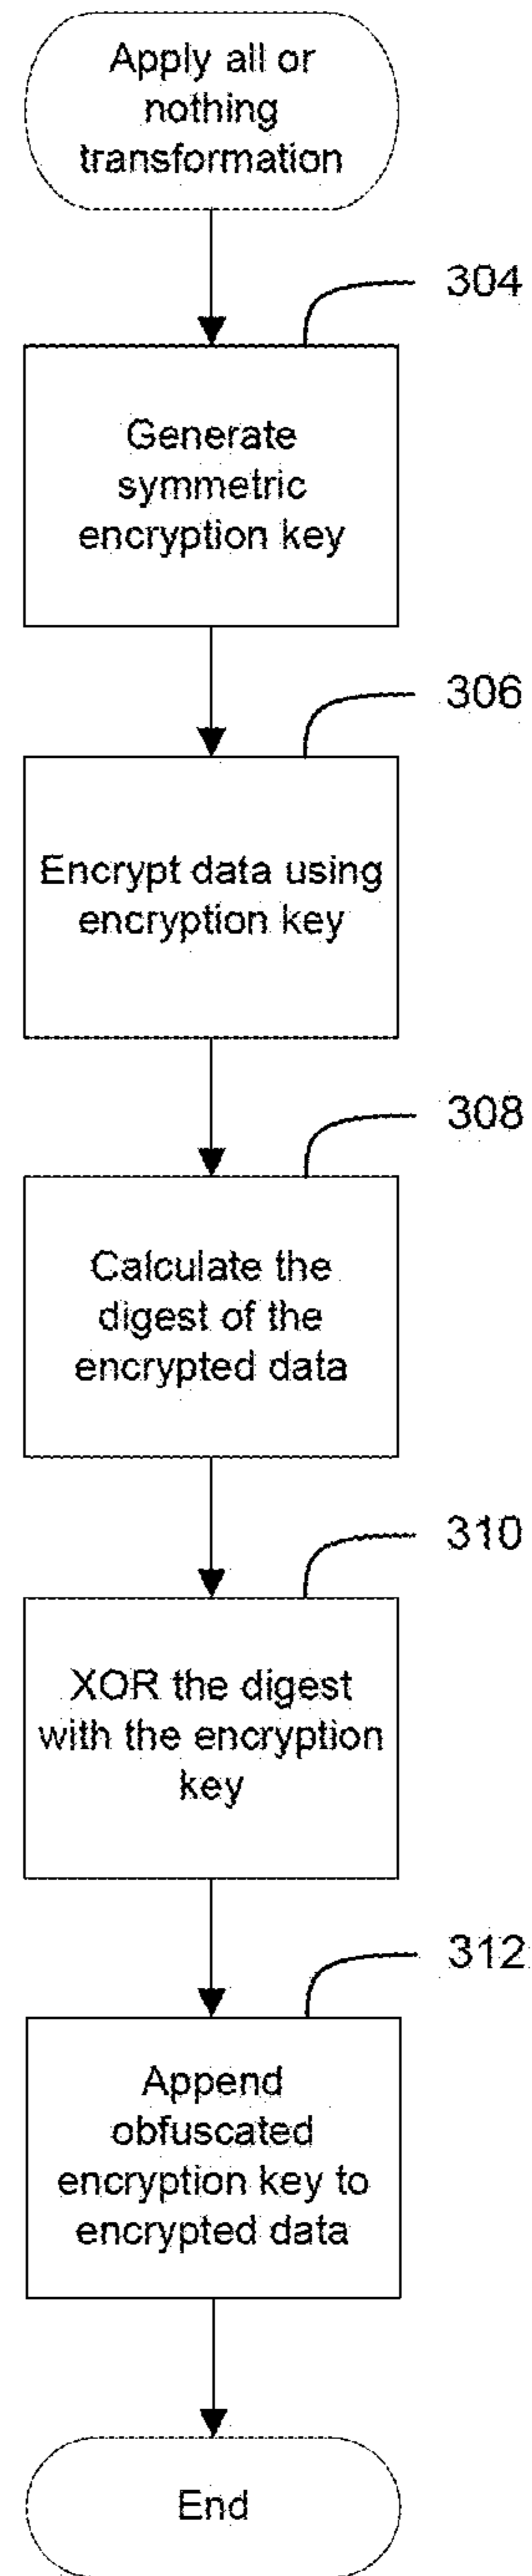 Apply all or
nothing
transformation
304
Generate
symmetric
encryption key
306
Encrypt data using
encryption key
308
Calculate the
digest of the
encrypted data
310
XOR the digest
with the encryption
key
312
Append
obfuscated
encryption key to
encrypted data
End